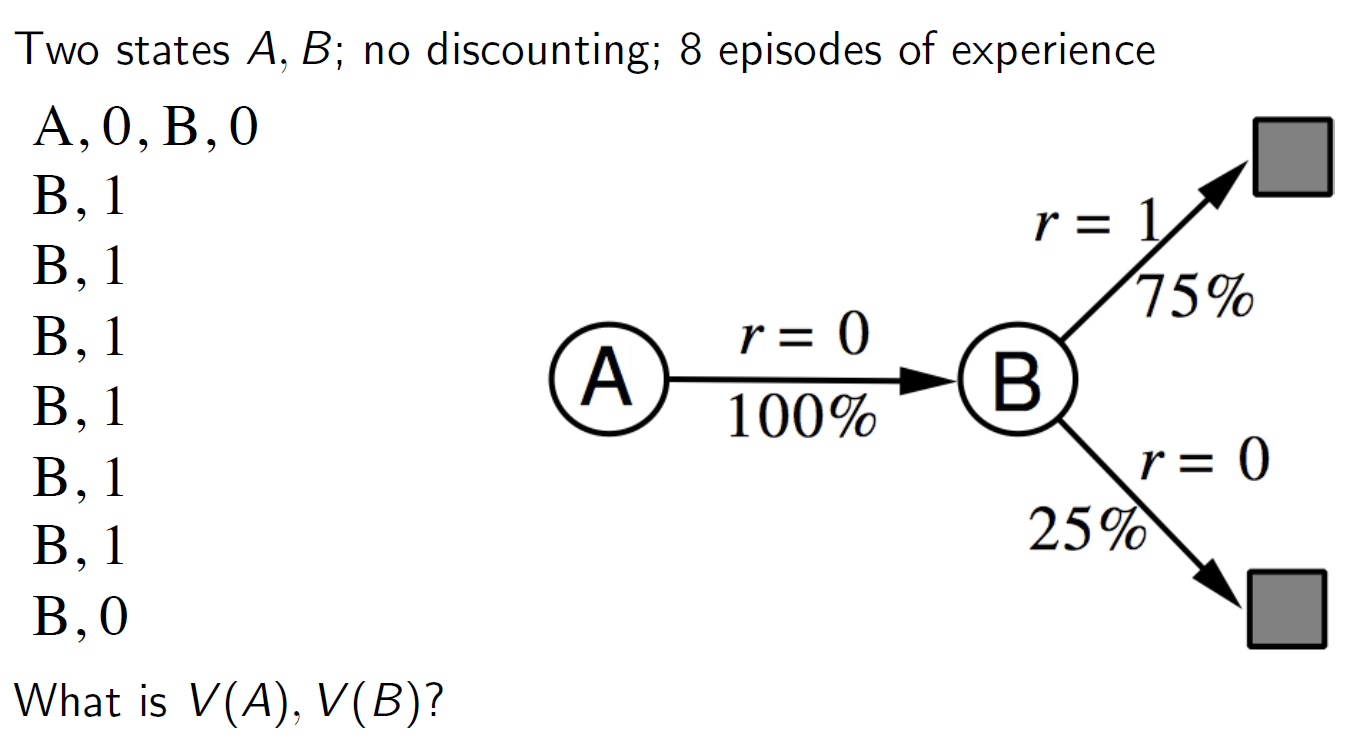 Two states A, B; no discounting; 8 episodes of experience
A, 0, B, 0
B, 1
B, 1
B, 1
B, 1
B, 1
B, 1
B, 0
A
r = 0
100%
B
r = 1
75%
r = 0
25%
What is V(A), V(B)?